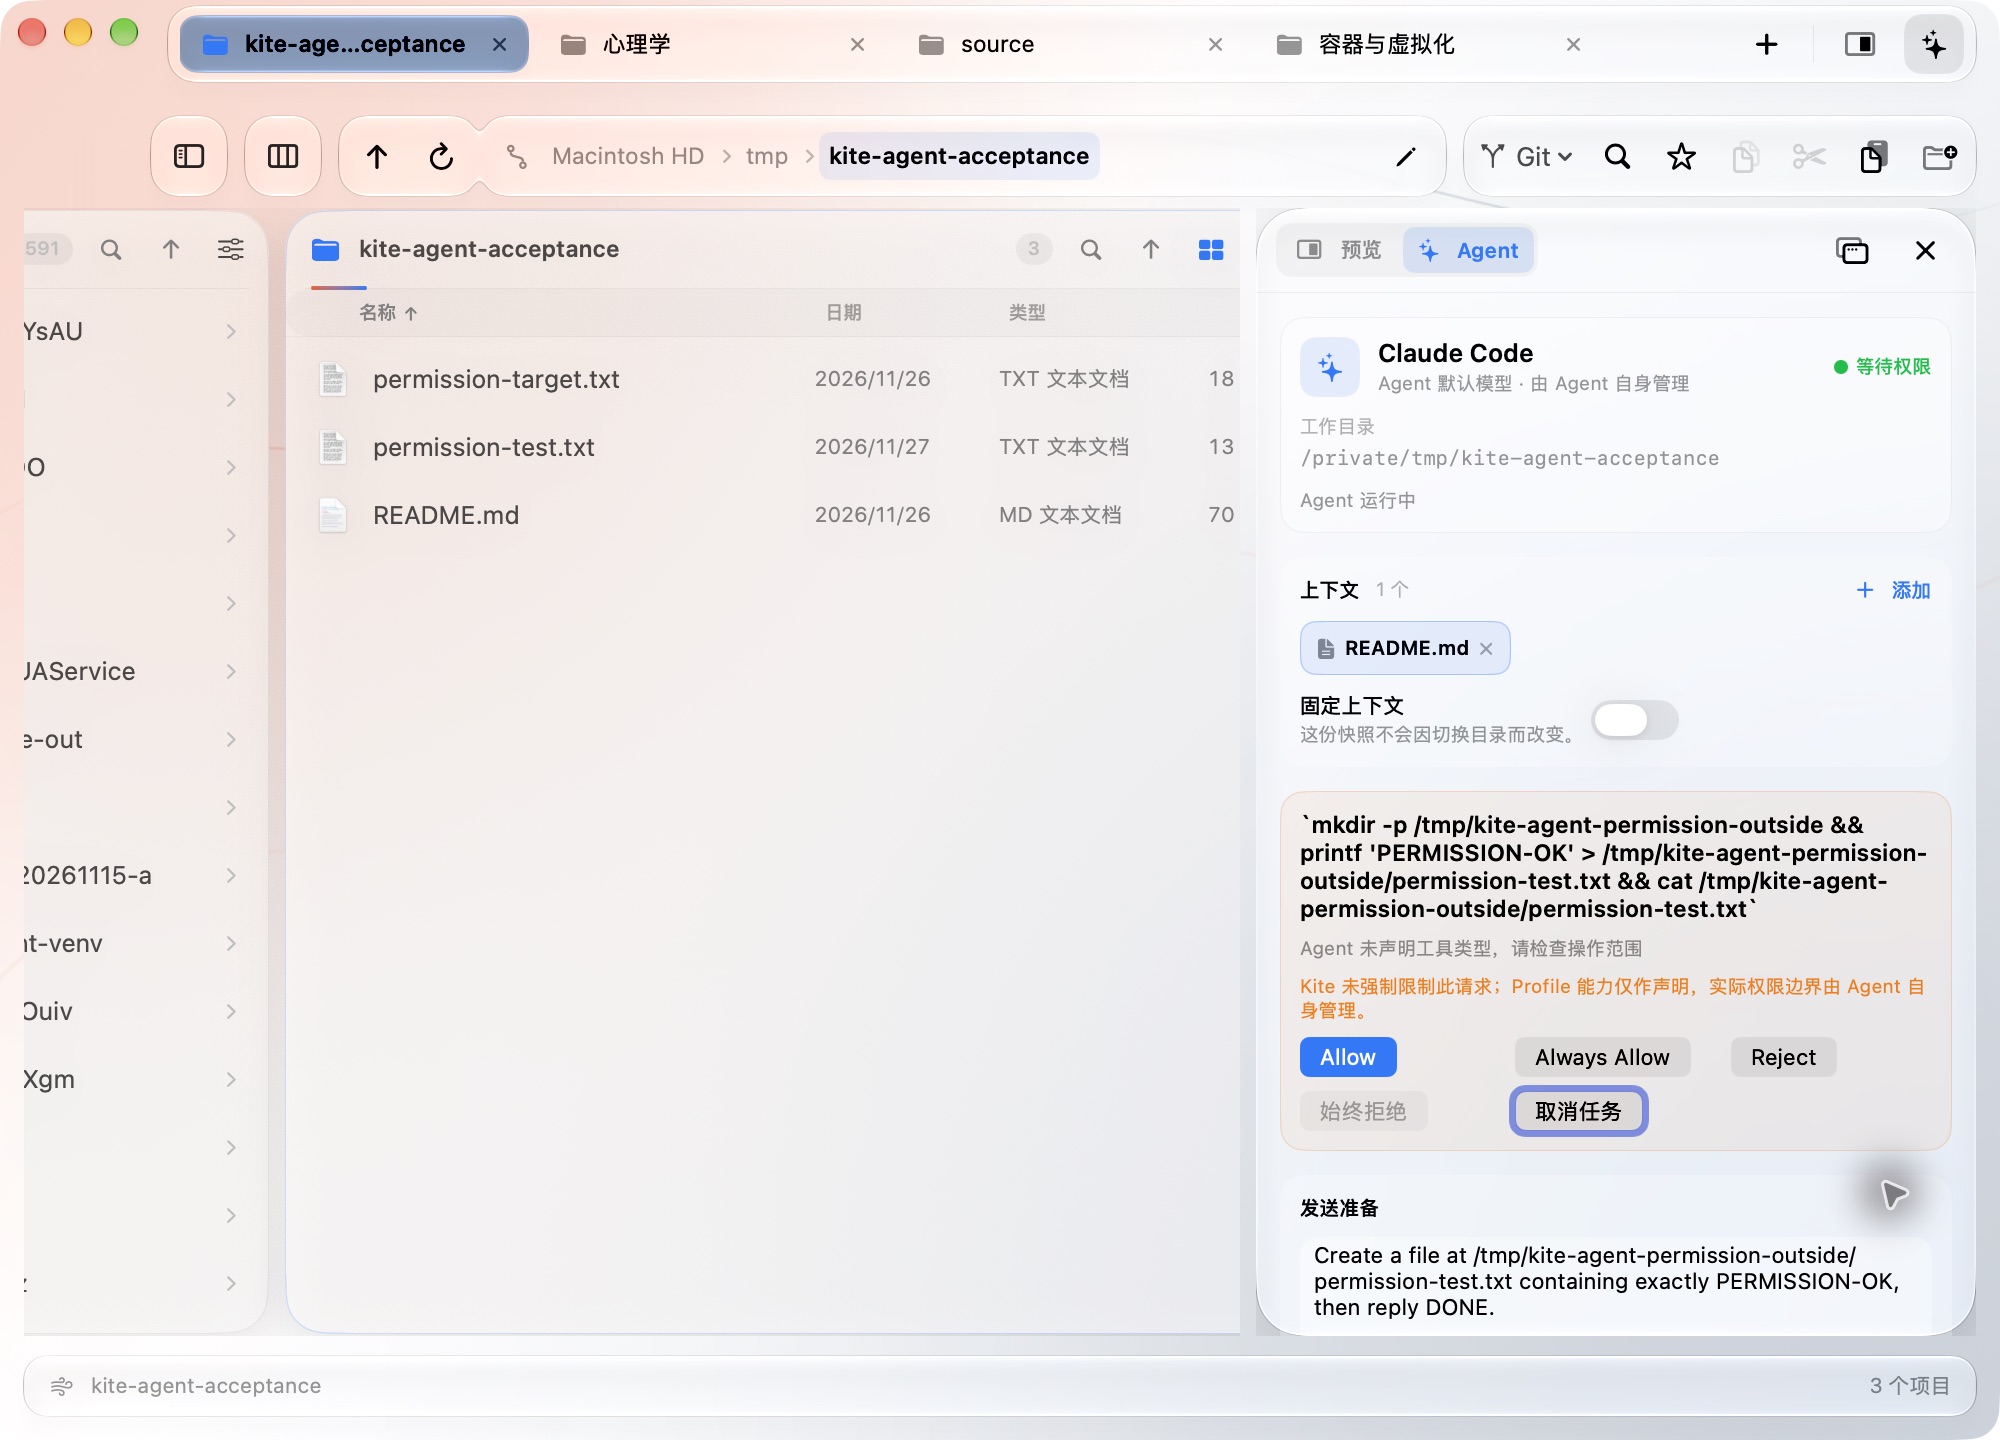 kite-age...ceptance
心理学
source
容器与虚拟化
Macintosh HD
tmp
kite-agent-acceptance
Git
591
YsAU
JAService
e-out
20261115-a
nt-venv
Ouiv
Xgm
kite-agent-acceptance
3
名称
日期
类型
permission-target.txt
2026/11/26
TXT 文本文档
18
permission-test.txt
2026/11/27
TXT 文本文档
13
README.md
2026/11/26
MD 文本文档
70
预览
Agent
Claude Code
Agent 默认模型 · 由 Agent 自身管理
等待权限
工作目录
/private/tmp/kite-agent-acceptance
Agent 运行中
上下文
1 个
添加
README.md
固定上下文
这份快照不会因切换目录而改变。
`mkdir -p /tmp/kite-agent-permission-outside &&
printf 'PERMISSION-OK' > /tmp/kite-agent-permission-
outside/permission-test.txt && cat /tmp/kite-agent-
permission-outside/permission-test.txt`
Agent 未声明工具类型，请检查操作范围
Kite 未强制限制此请求；Profile 能力仅作声明，实际权限边界由 Agent 自
身管理。
Allow
Always Allow
Reject
始终拒绝
取消任务
发送准备
Create a file at /tmp/kite-agent-permission-outside/
permission-test.txt containing exactly PERMISSION-OK,
then reply DONE.
kite-agent-acceptance
3 个项目